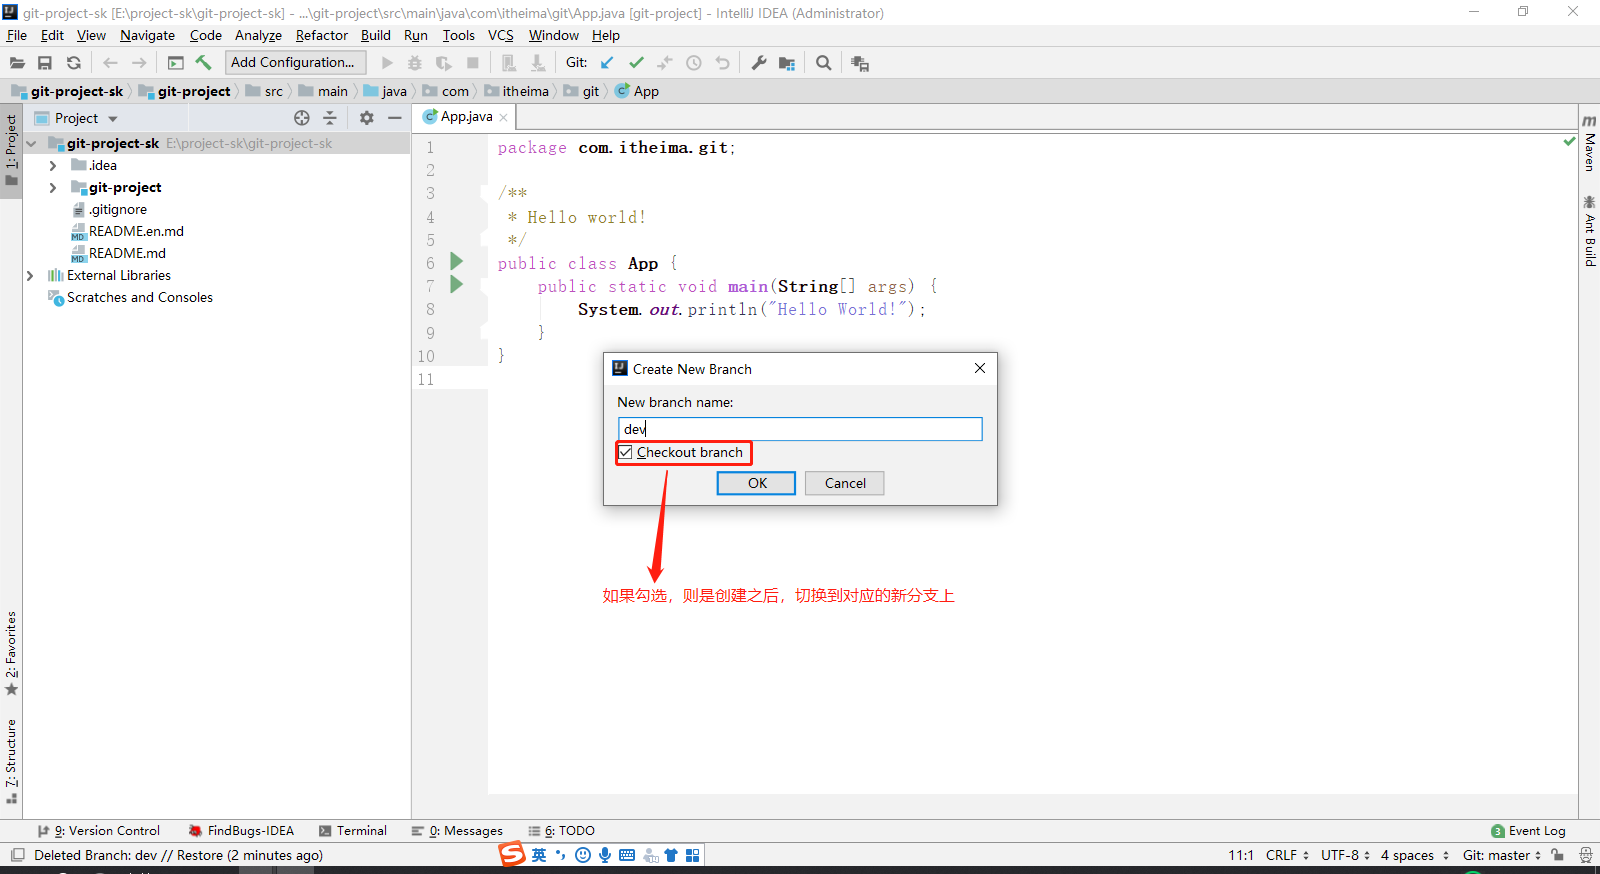 git-project-sk [E:\project-sk\git-project-sk] - ...\git-project\src\main\java\com\itheima\git\App.java [git-project] - IntelliJ IDEA (Administrator)
File Edit View Navigate Code Analyze Refactor Build Run Tools VCS Window Help
Add Configuration... Git:
git-project-sk git-project src main java com itheima git App
Project
App.java
1: Project
git-project-sk E:\project-sk\git-project-sk
.idea
git-project
.gitignore
README.en.md
README.md
External Libraries
Scratches and Consoles
1 package com.itheima.git;
2
3 /**
4 * Hello world!
5 */
6 public class App {
7 public static void main(String[] args) {
8 System.out.println("Hello World!");
9 }
10 }
11
Create New Branch
New branch name:
dev
Checkout branch
OK Cancel
如果勾选，则是创建之后，切换到对应的新分支上
Maven
Ant Build
2: Favorites
7: Structure
9: Version Control FindBugs-IDEA Terminal 0: Messages 6: TODO 3 Event Log
Deleted Branch: dev // Restore (2 minutes ago) 英 11:1 CRLF UTF-8 4 spaces Git: master